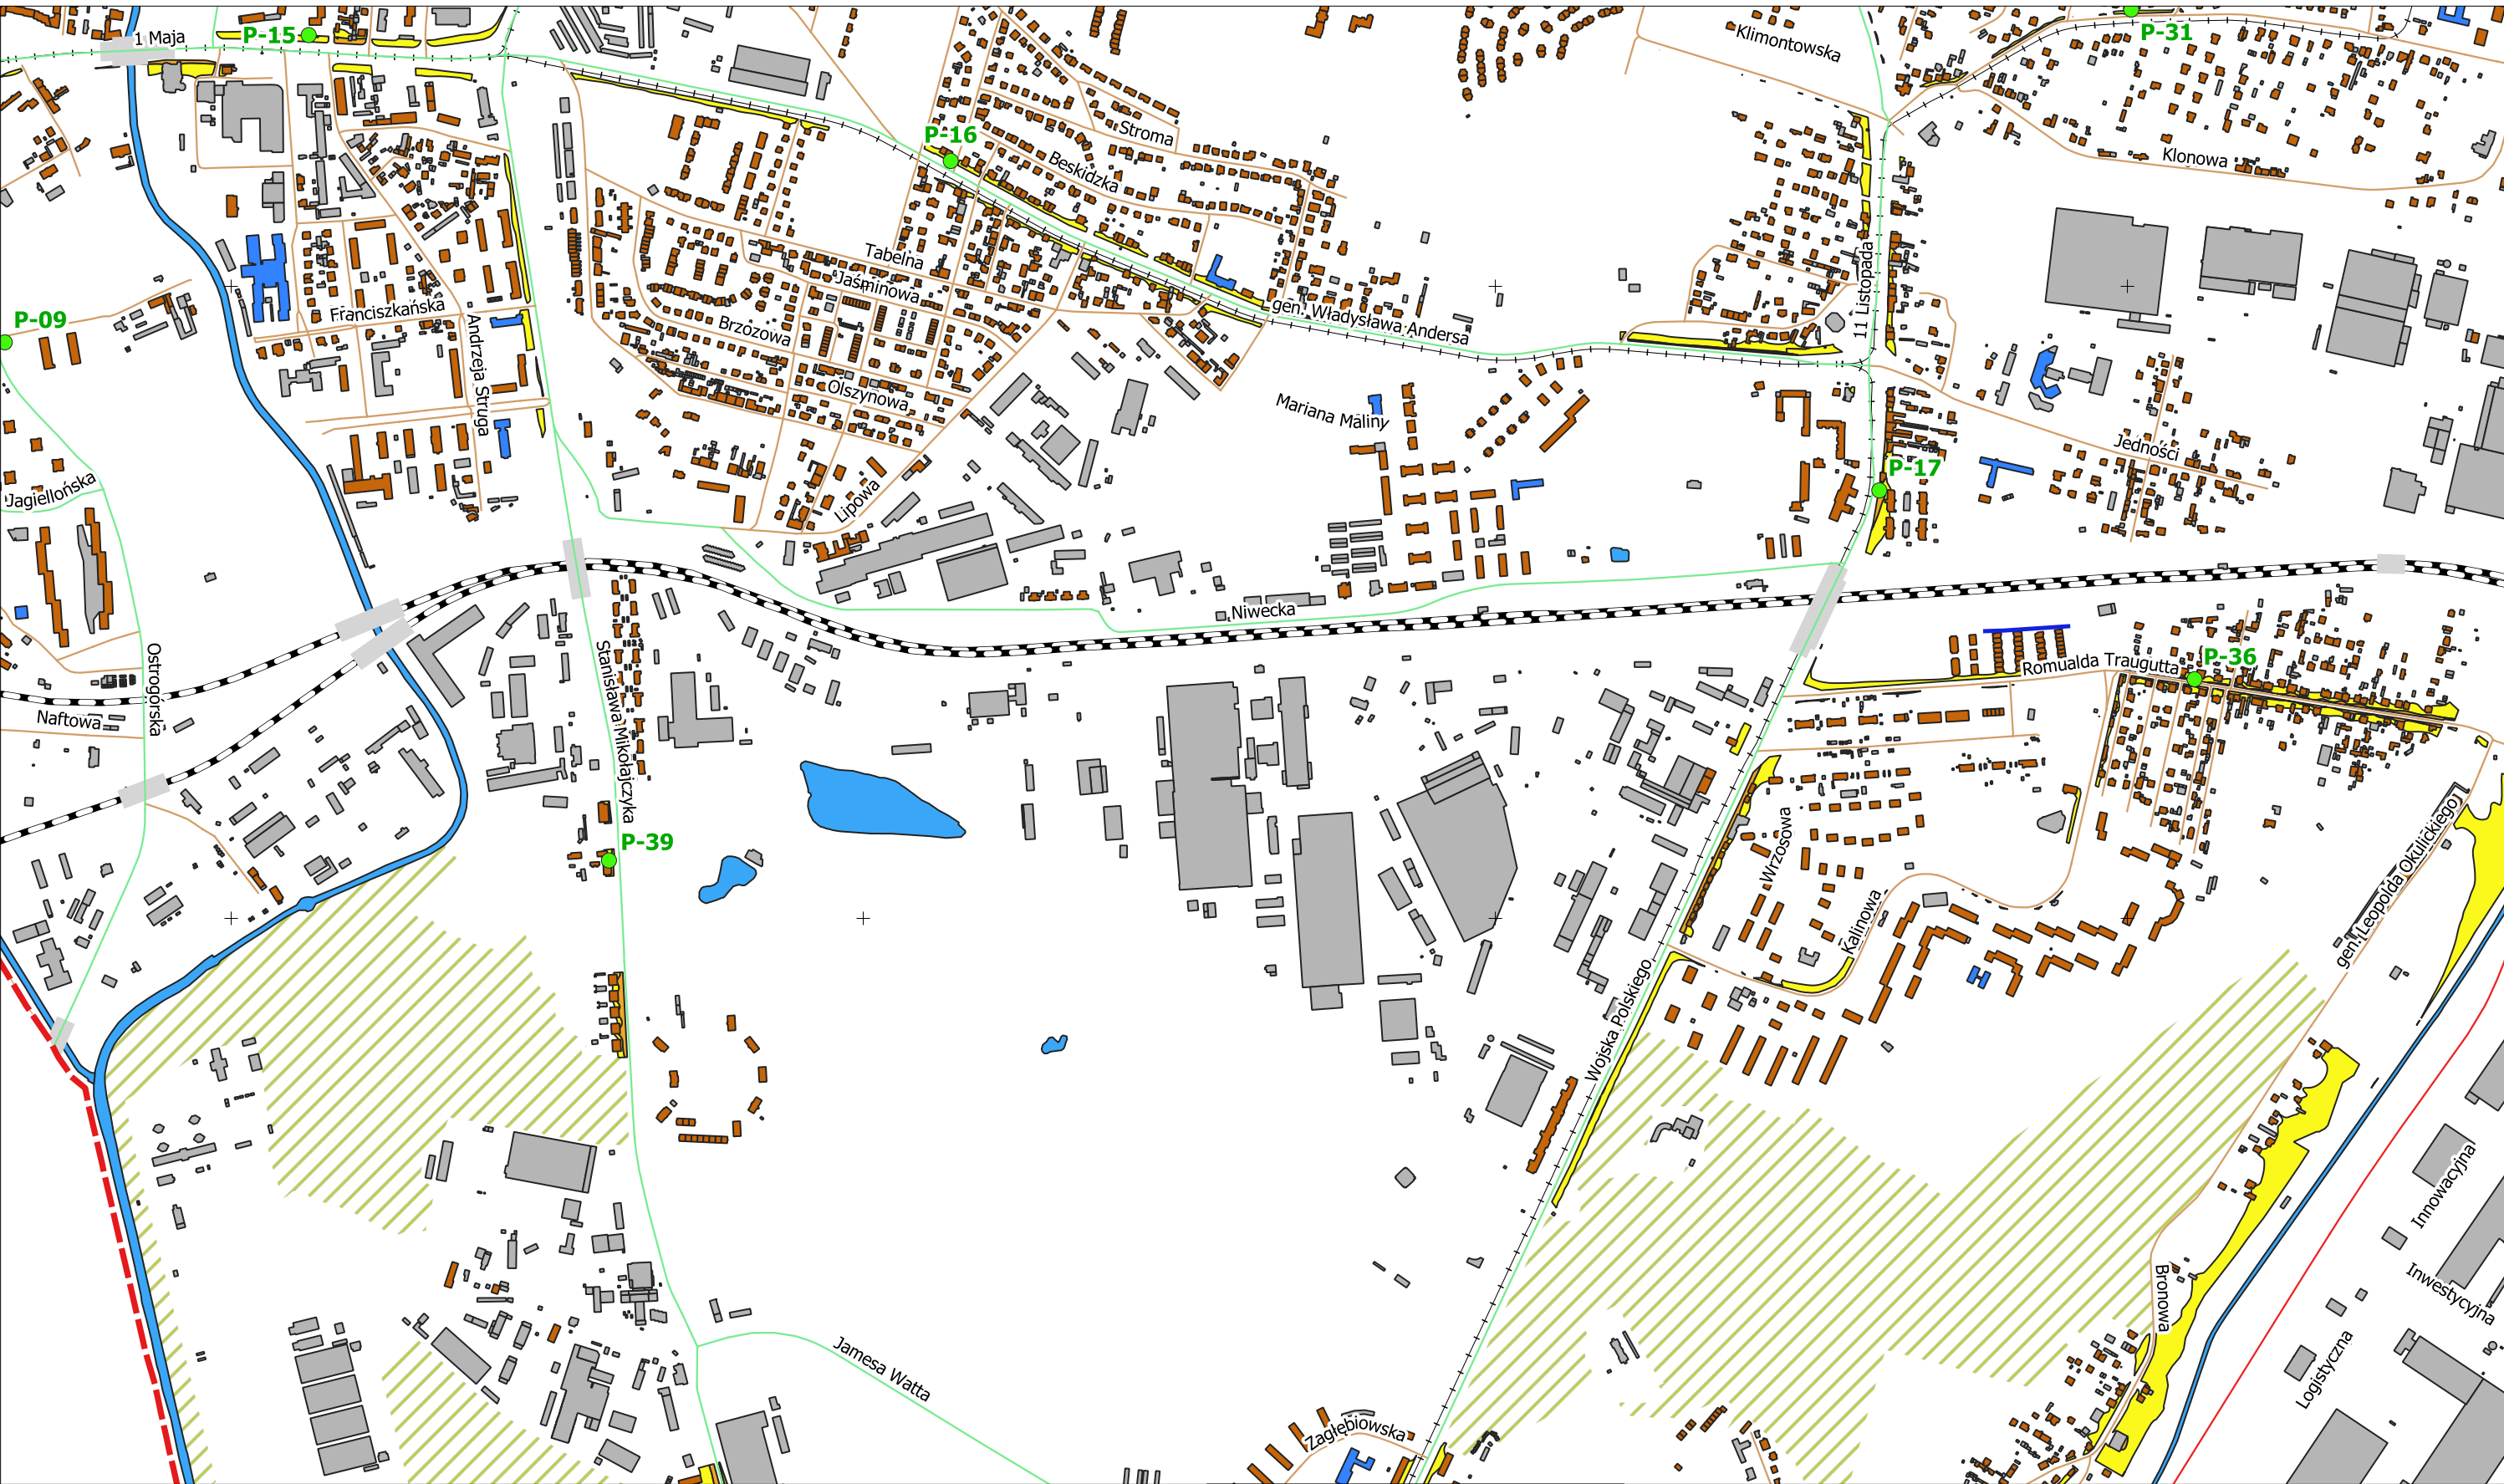 1 Maja
P-15
P-31
Klimontowska
P-16
Stroma
Beskidzka
Klonowa
Tabelna
Jaśminowa
Franciszkańska
P-09
Brzozowa
gen. Władysława Andersa
11 Listopada
Andrzeja Struga
Olszynowa
Mariana Maliny
Jedności
P-17
Jagiellońska
Lipowa
Niwecka
Ostrogórska
Stanisława Mikołajczyka
Romualda Traugutta
P-36
Naftowa
P-39
Wrzosowa
Kalinowa
gen. Leopolda Okulickiego
Wojska Polskiego
Innowacyjna
Bronowa
Inwestycyjna
Logistyczna
Jamesa Watta
Zagłębiowska